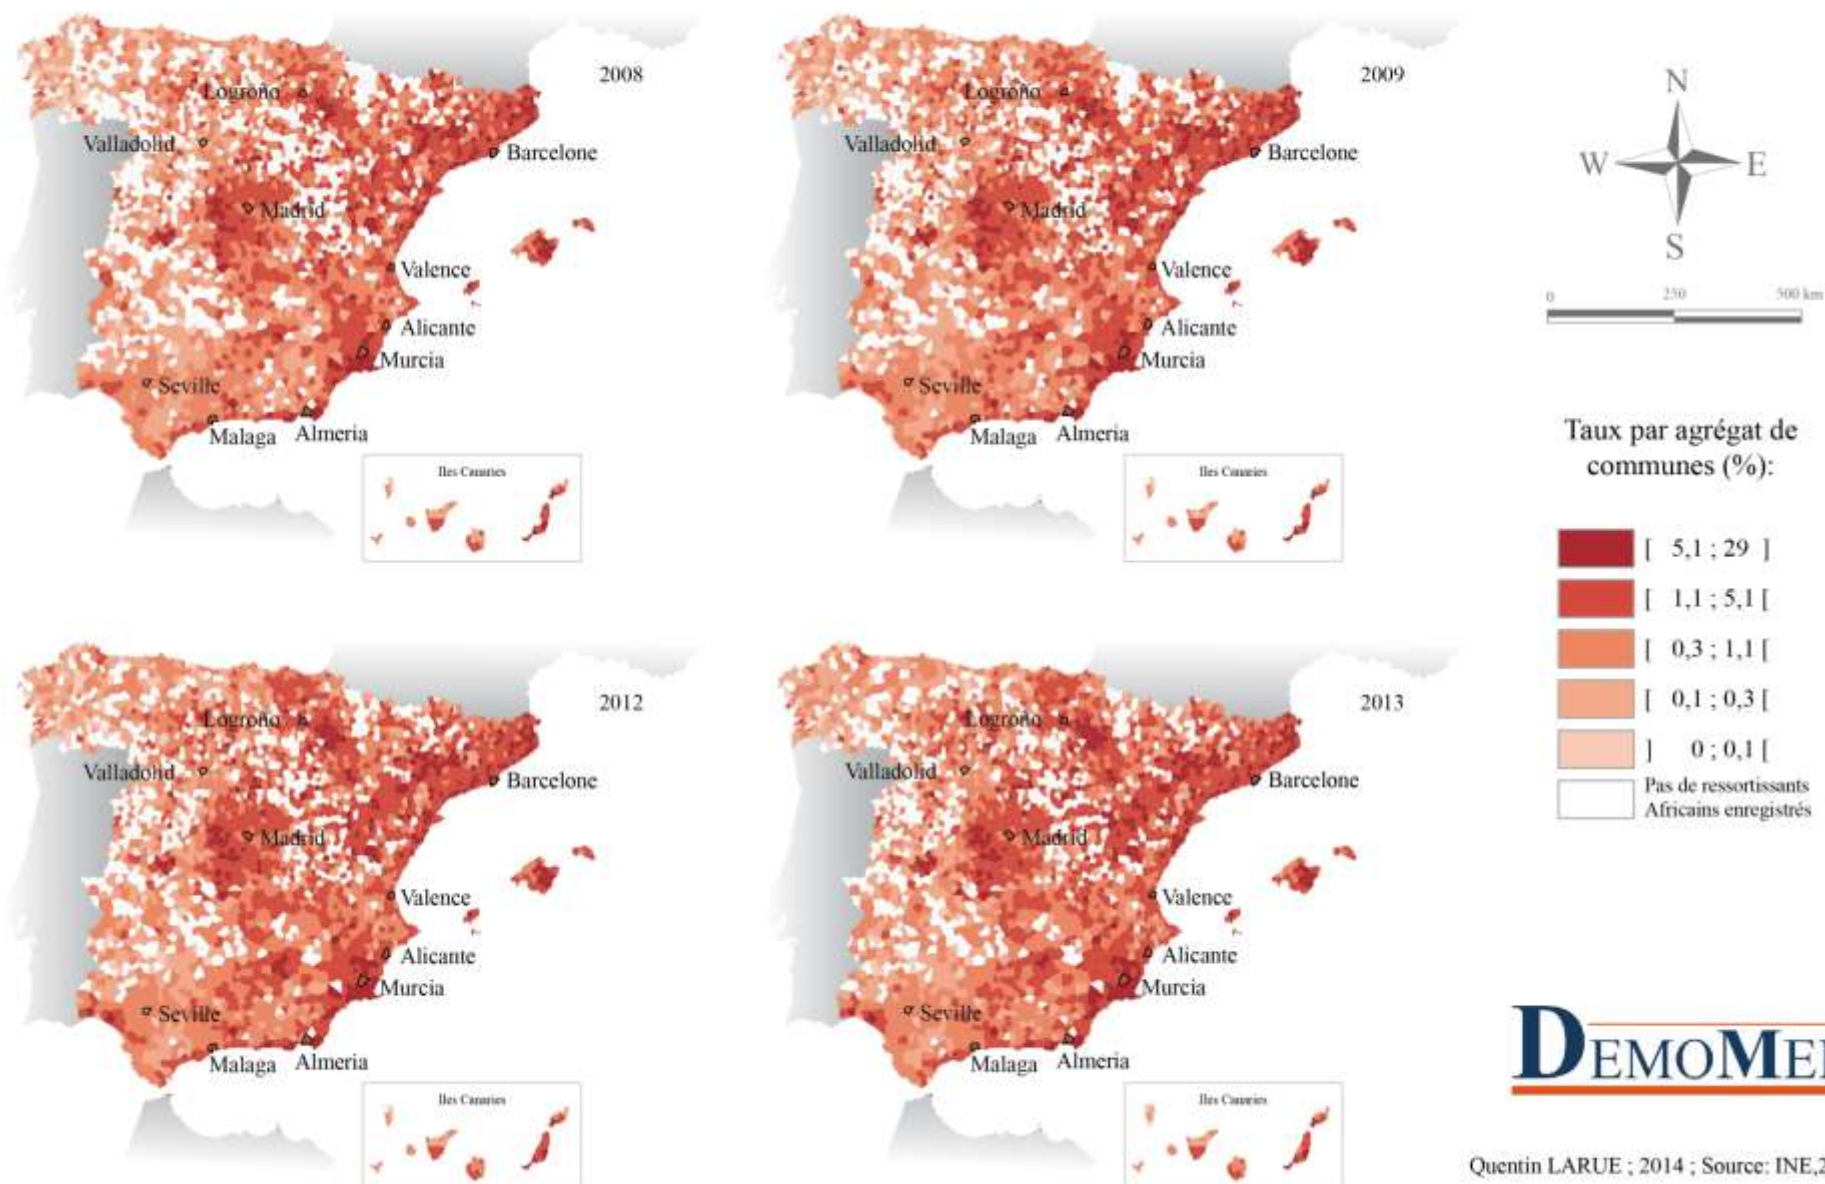 2008
Logroño
Valladolid
Barcelone
Madrid
Valence
Alicante
Murcia
Seville
Malaga
Almeria
Iles Canaries
2009
Logroño
Valladolid
Barcelone
Madrid
Valence
Alicante
Murcia
Seville
Malaga
Almeria
Iles Canaries
2012
Logroño
Valladolid
Barcelone
Madrid
Valence
Alicante
Murcia
Seville
Malaga
Almeria
Iles Canaries
2013
Logroño
Valladolid
Barcelone
Madrid
Valence
Alicante
Murcia
Seville
Malaga
Almeria
Iles Canaries
N
W E
S
0 250 500 km
Taux par agrégat de
communes (%):
[ 5,1 ; 29 ]
[ 1,1 ; 5,1 [
[ 0,3 ; 1,1 [
[ 0,1 ; 0,3 [
] 0 ; 0,1 [
Pas de ressortissants
Africains enregistrés
DEMOME
Quentin LARUE ; 2014 ; Source: INE,2